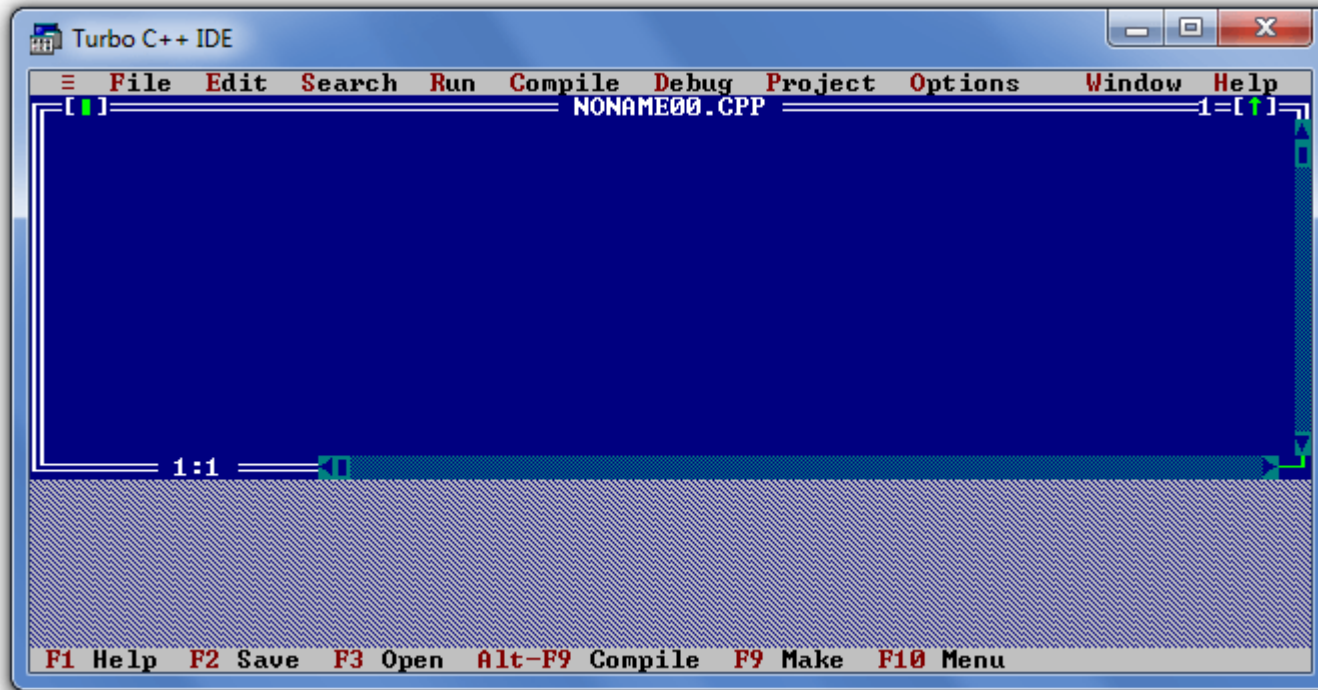 Turbo C++ IDE
≡ File Edit Search Run Compile Debug Project Options Window Help
[▮] NONAME00.CPP 1=[↑]
1:1
F1 Help F2 Save F3 Open Alt-F9 Compile F9 Make F10 Menu